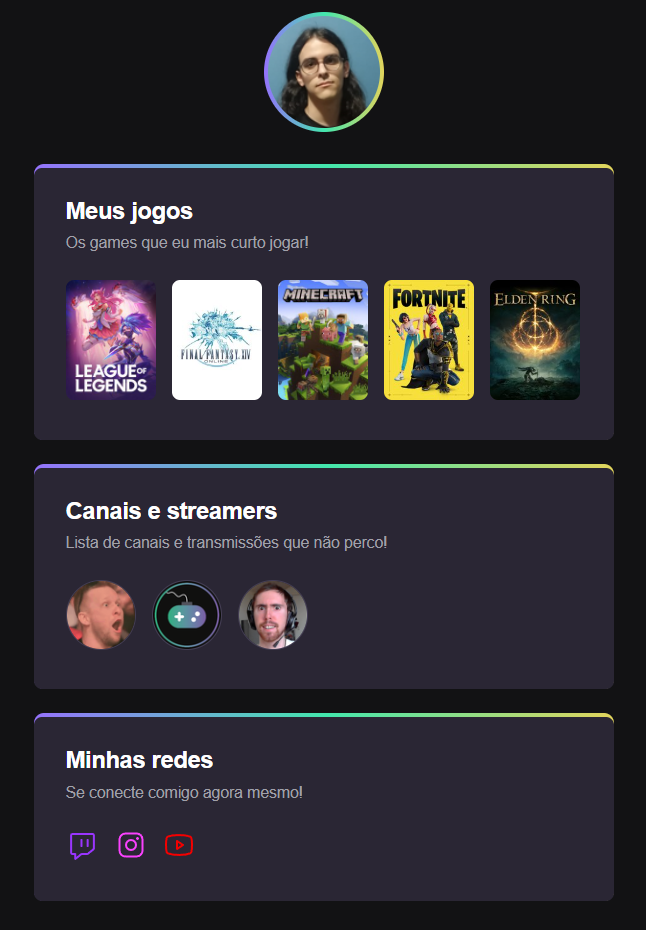 Meus jogos
Os games que eu mais curto jogar!
LEAGUE OF
LEGENDS
FINAL FANTASY XIV
ONLINE
MINECRAFT
FORTNITE
ELDEN RING
Canais e streamers
Lista de canais e transmissões que não perco!
Minhas redes
Se conecte comigo agora mesmo!